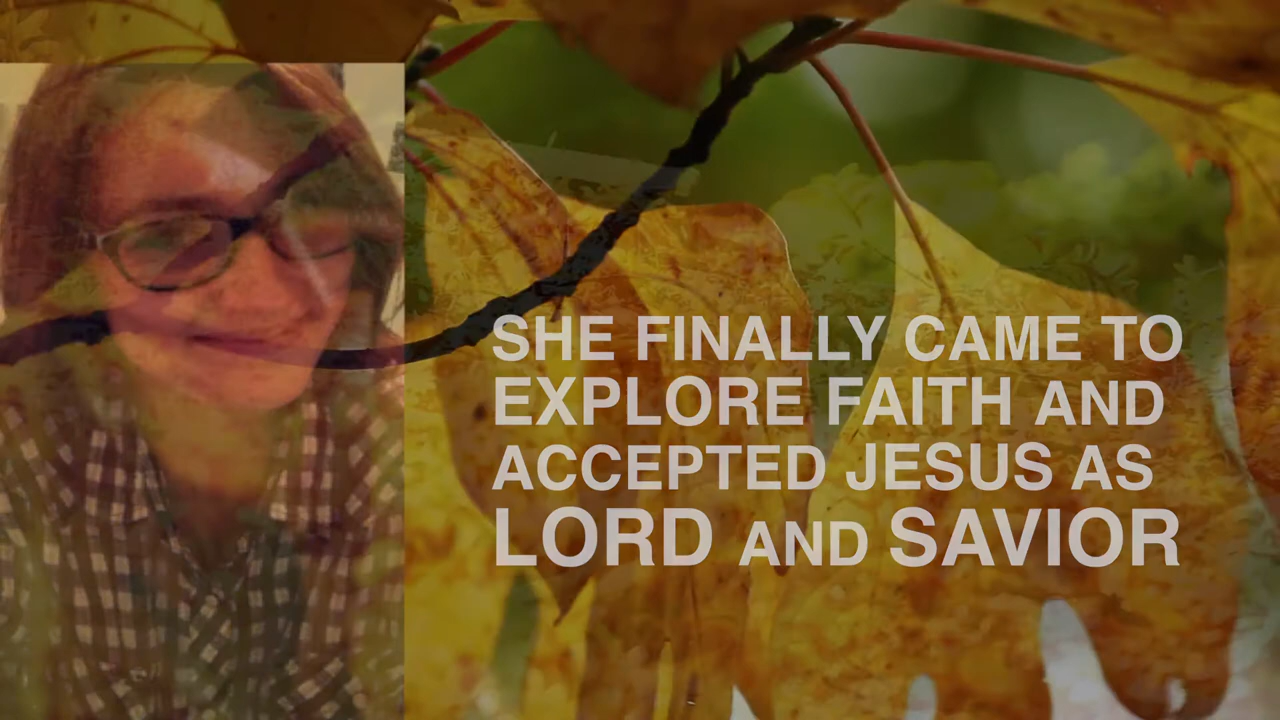 SHE FINALLY CAME TO
EXPLORE FAITH AND
ACCEPTED JESUS AS
LORD AND SAVIOR